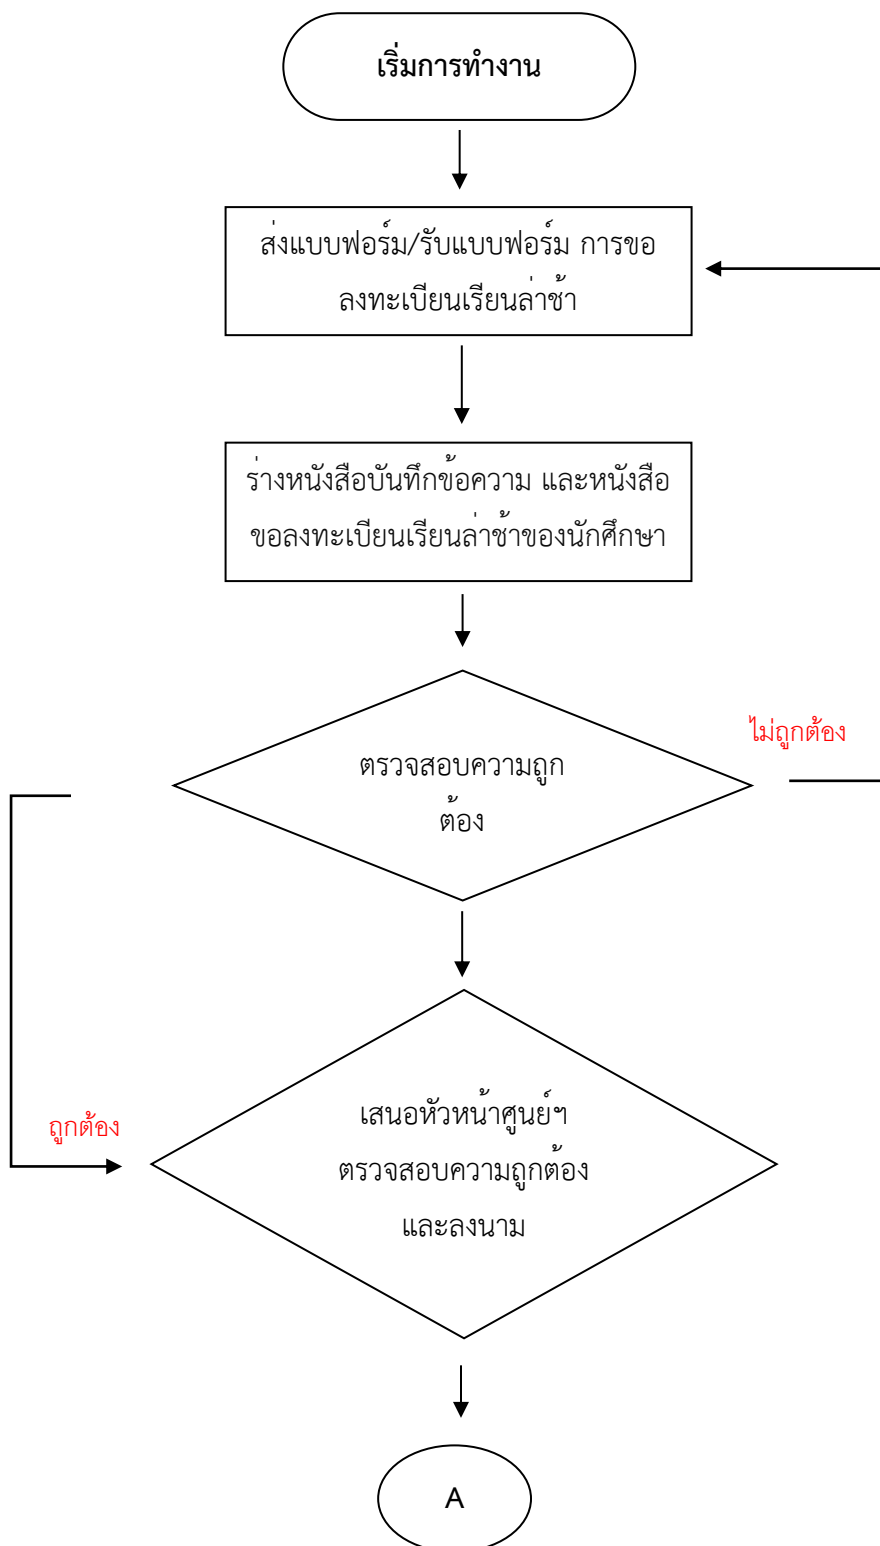 เริ่มการทำงาน
ส่งแบบฟอร์ม/รับแบบฟอร์ม การขอ
ลงทะเบียนเรียนล่าช้า
ร่างหนังสือบันทึกข้อความ และหนังสือ
ขอลงทะเบียนเรียนล่าช้าของนักศึกษา
ไม่ถูกต้อง
ตรวจสอบความถูก
ต้อง
ถูกต้อง
เสนอหัวหน้าศูนย์ฯ
ตรวจสอบความถูกต้อง
และลงนาม
A